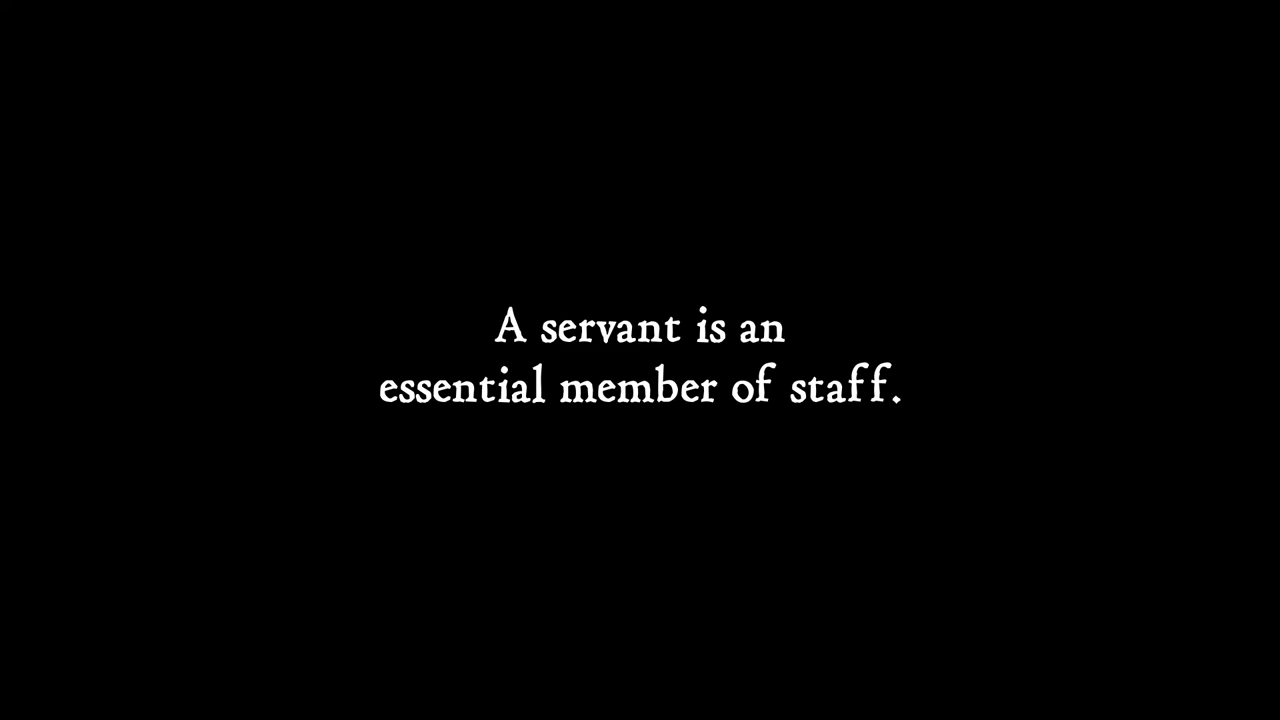 A servant is an
essential member of staff.